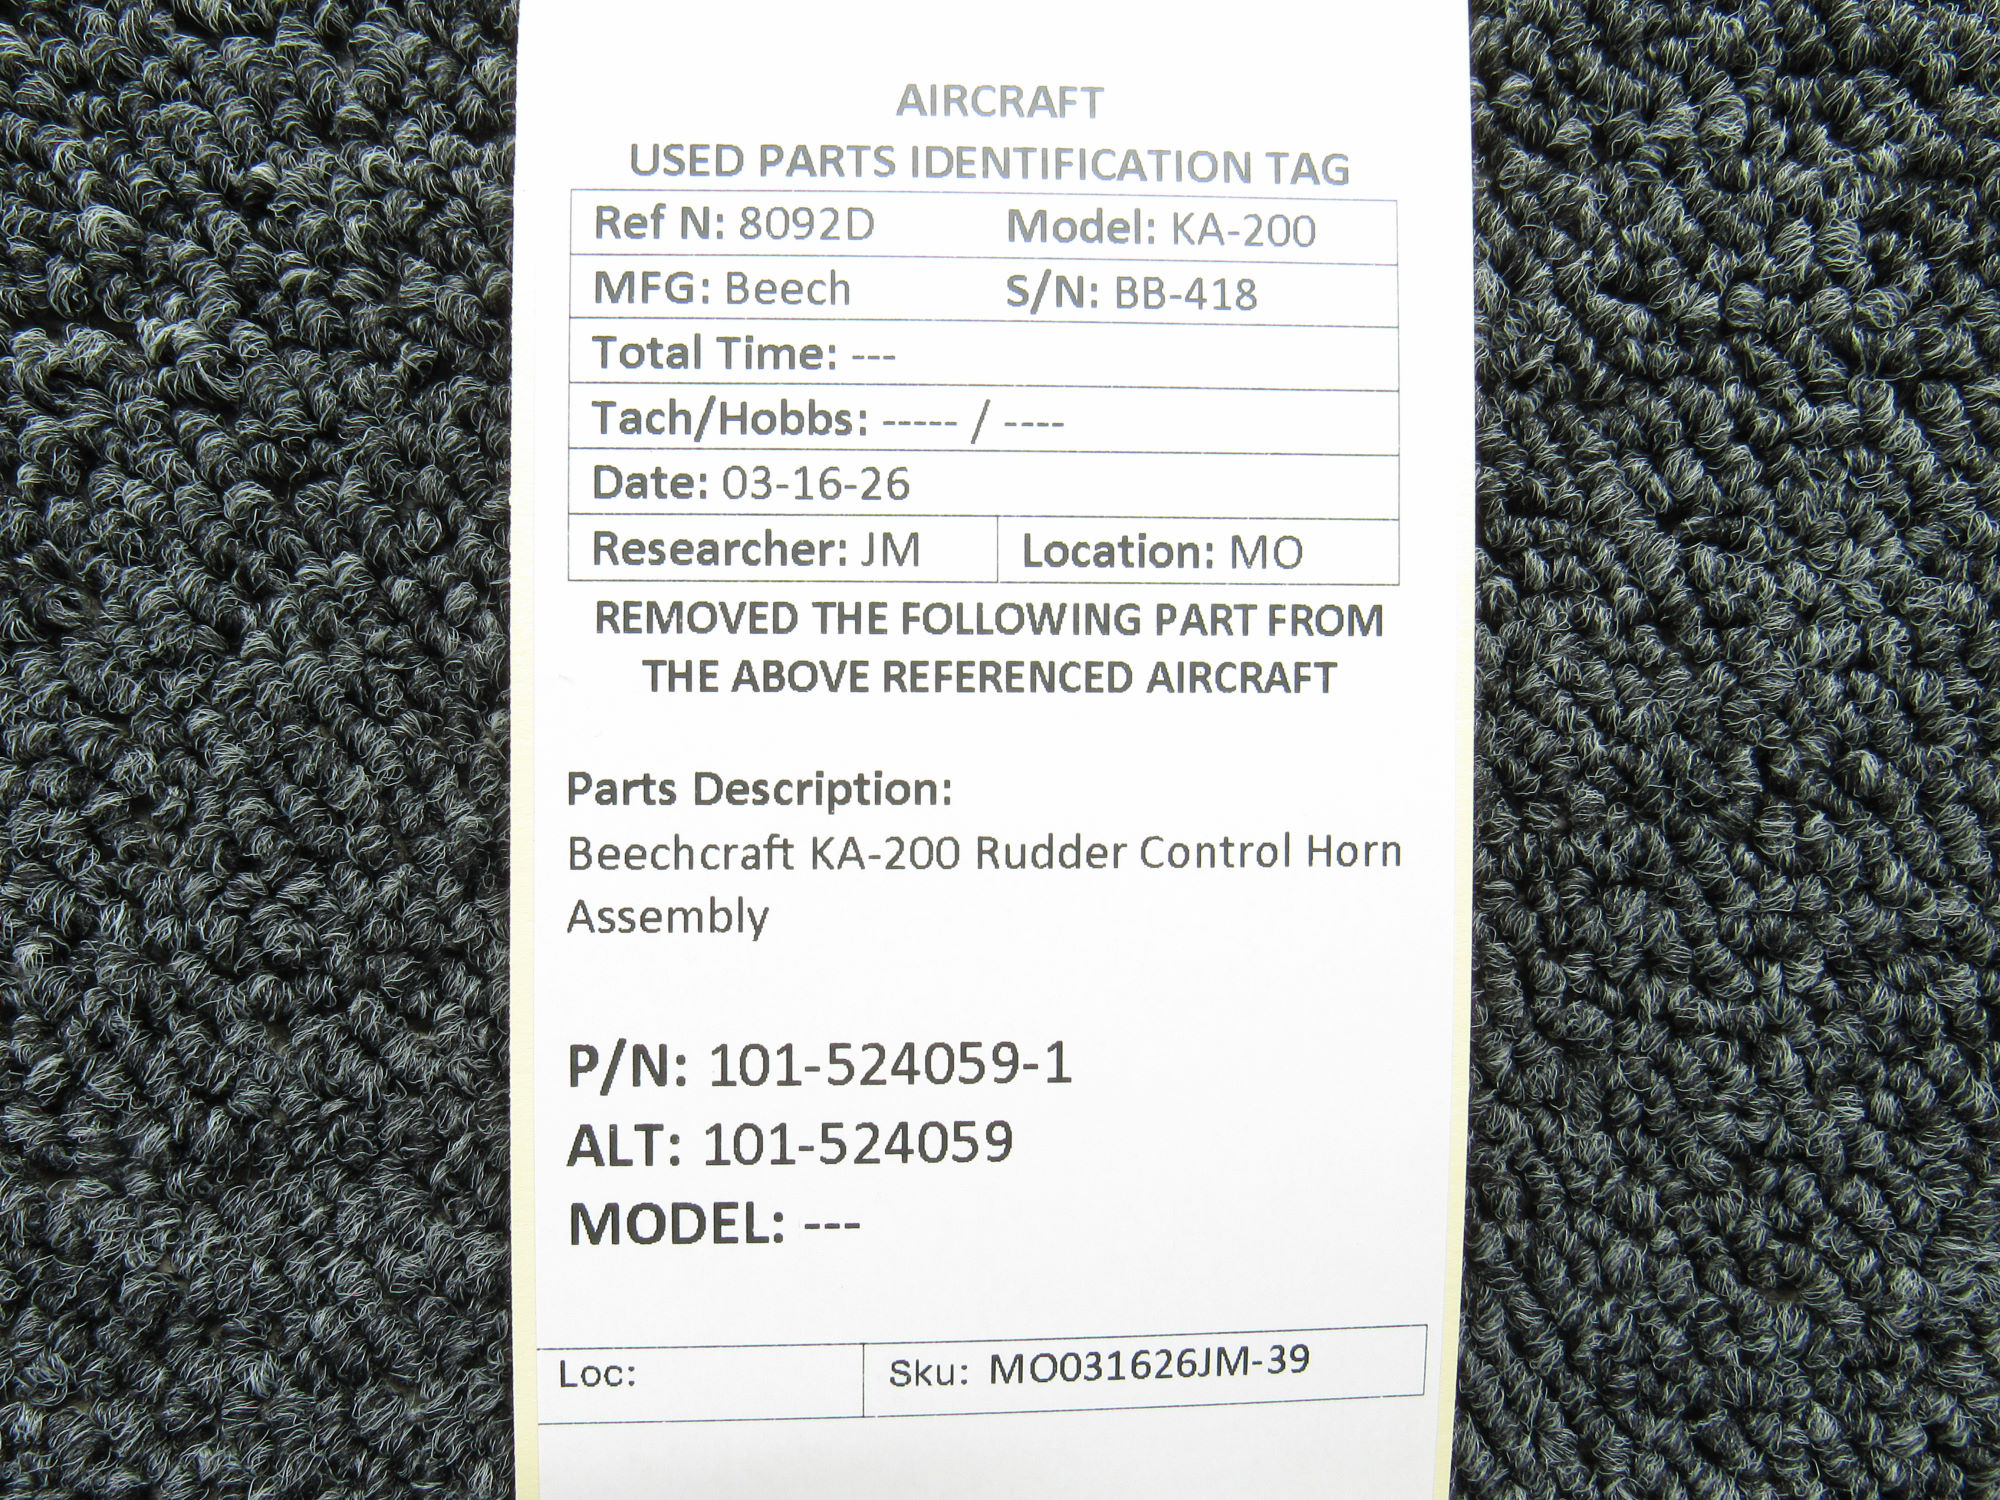 AIRCRAFT
USED PARTS IDENTIFICATION TAG
Ref N: 8092D Model: KA-200
MFG: Beech S/N: BB-418
Total Time: ---
Tach/Hobbs: ----- / ----
Date: 03-16-26
Researcher: JM Location: MO
REMOVED THE FOLLOWING PART FROM
THE ABOVE REFERENCED AIRCRAFT
Parts Description:
Beechcraft KA-200 Rudder Control Horn
Assembly
P/N: 101-524059-1
ALT: 101-524059
MODEL: ---
Loc: Sku: MO031626JM-39